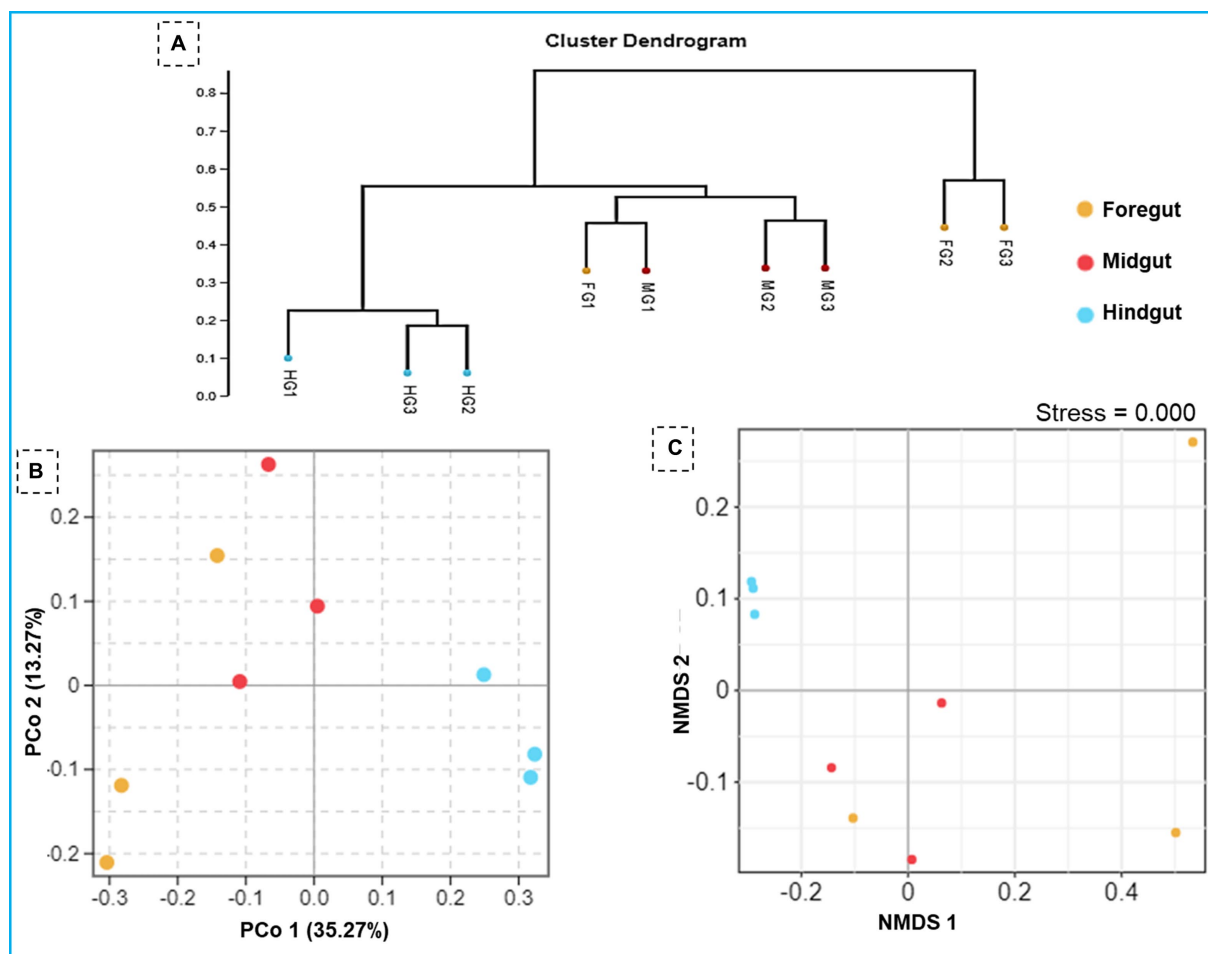 A
Cluster Dendrogram
0.8
0.7
0.6
0.5
0.4
0.3
0.2
0.1
0.0
HG1
HG3
HG2
FG1
MG1
MG2
MG3
FG2
FG3
Foregut
Midgut
Hindgut
B
PCo 2 (13.27%)
0.2
0.1
0
-0.1
-0.2
-0.3 -0.2 -0.1 0.0 0.1 0.2 0.3
PCo 1 (35.27%)
C
Stress = 0.000
NMDS 2
0.2
0.1
0
-0.1
-0.2 0 0.2 0.4
NMDS 1